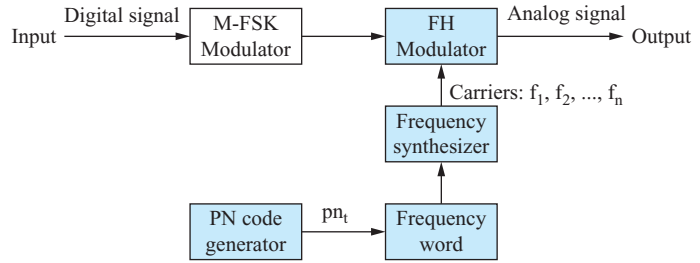 Digital signal
Input
M-FSK
Modulator
FH
Modulator
Analog signal
Output
Carriers: f₁, f₂, ..., fₙ
Frequency
synthesizer
PN code
generator
pnₜ
Frequency
word